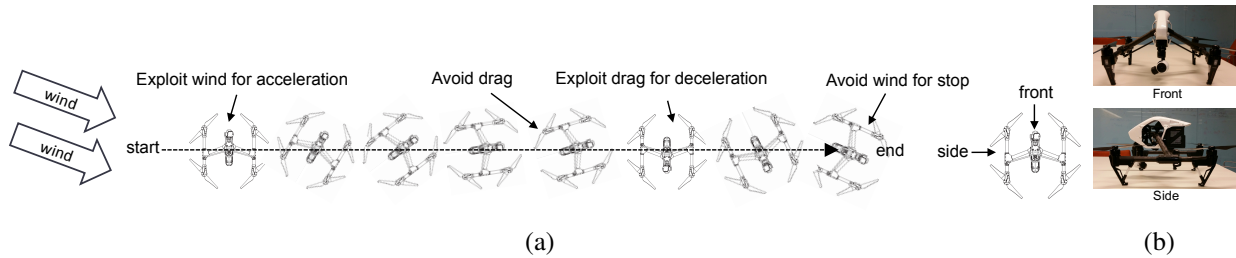 Exploit wind for acceleration
Avoid drag
Exploit drag for deceleration
Avoid wind for stop
wind
wind
start
end
front
side
Front
Side
(a)
(b)